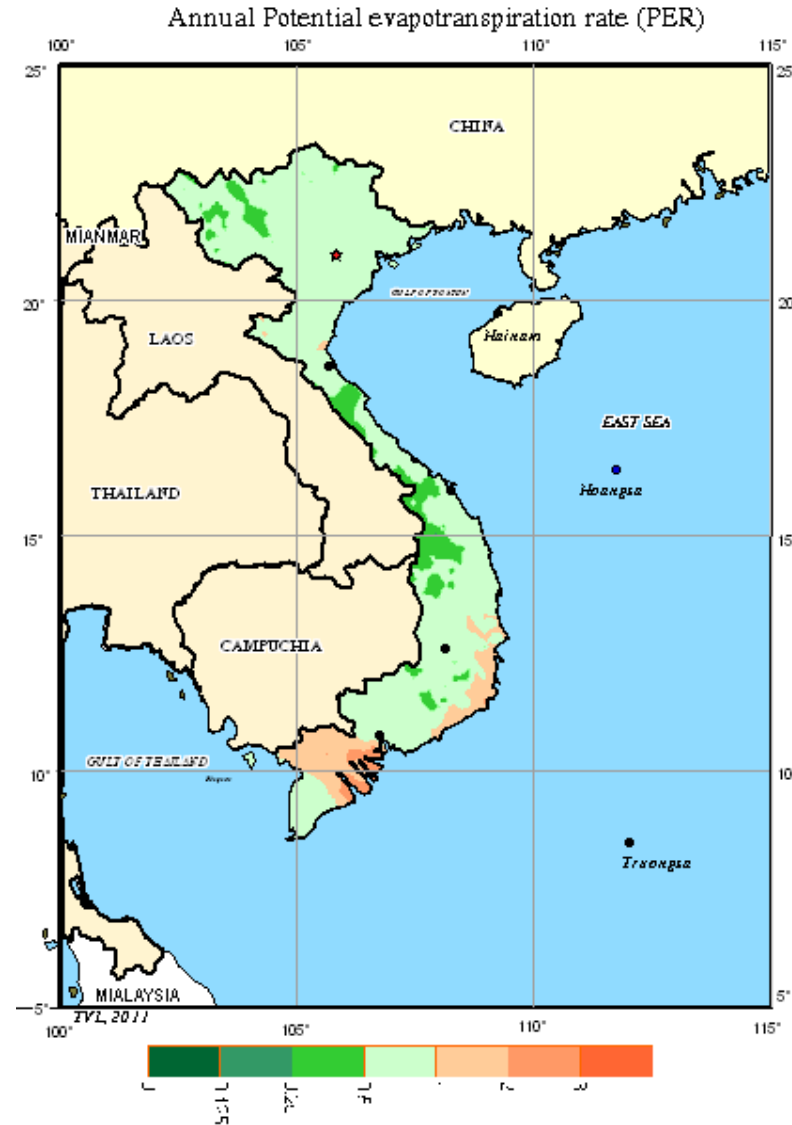 Annual Potential evapotranspiration rate (PER)
100° 105° 110° 115°
25° 25
CHINA
MIANMAR
20° 20
LAOS
Hainam
EAST SEA
THAILAND
Hoangsa
15° 15
CAMPUCHIA
GULT OF THAILAND
10° 10
Truongsa
MIALAYSIA
5° 5°
TVL, 2011
100° 105° 110° 115°